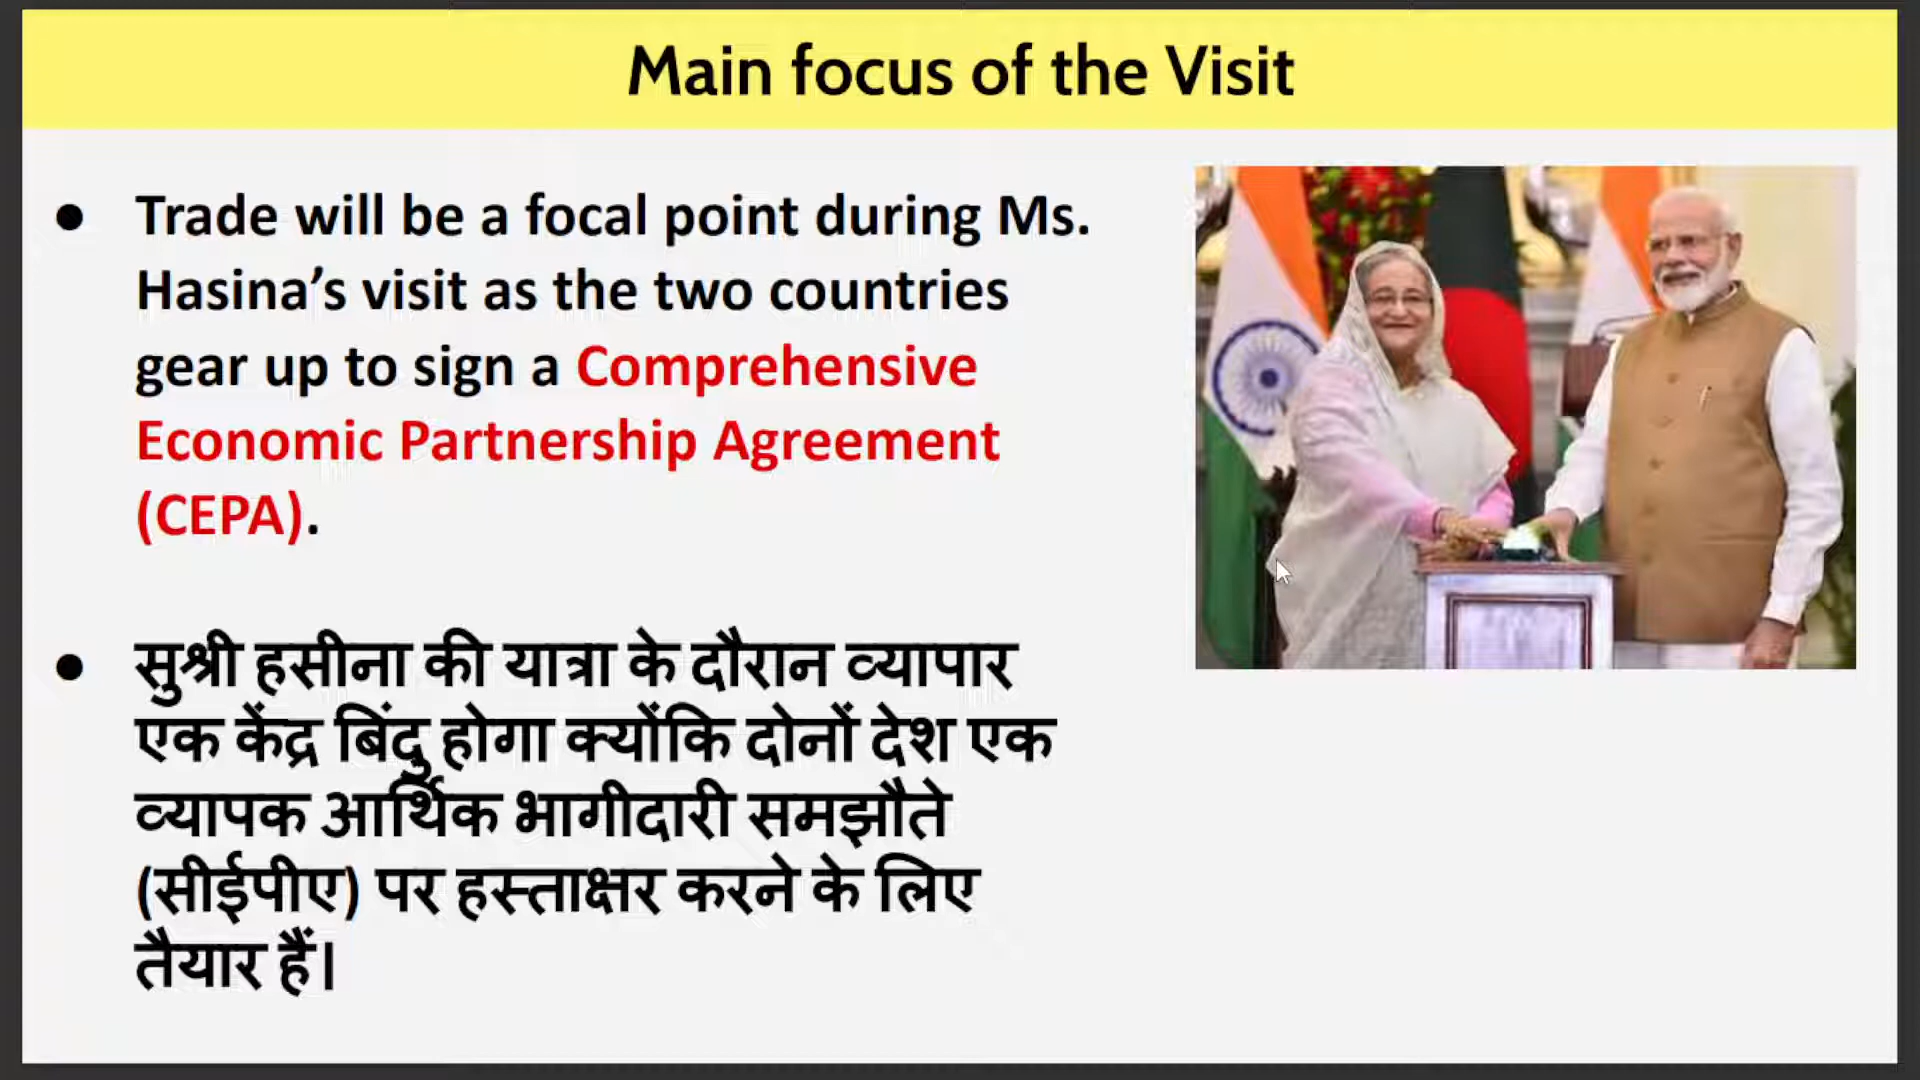 Main focus of the Visit
● Trade will be a focal point during Ms.
Hasina’s visit as the two countries
gear up to sign a Comprehensive
Economic Partnership Agreement
(CEPA).
● सुश्री हसीना की यात्रा के दौरान व्यापार
एक केंद्र बिंदु होगा क्योंकि दोनों देश एक
व्यापक आर्थिक भागीदारी समझौते
(सीईपीए) पर हस्ताक्षर करने के लिए
तैयार हैं।